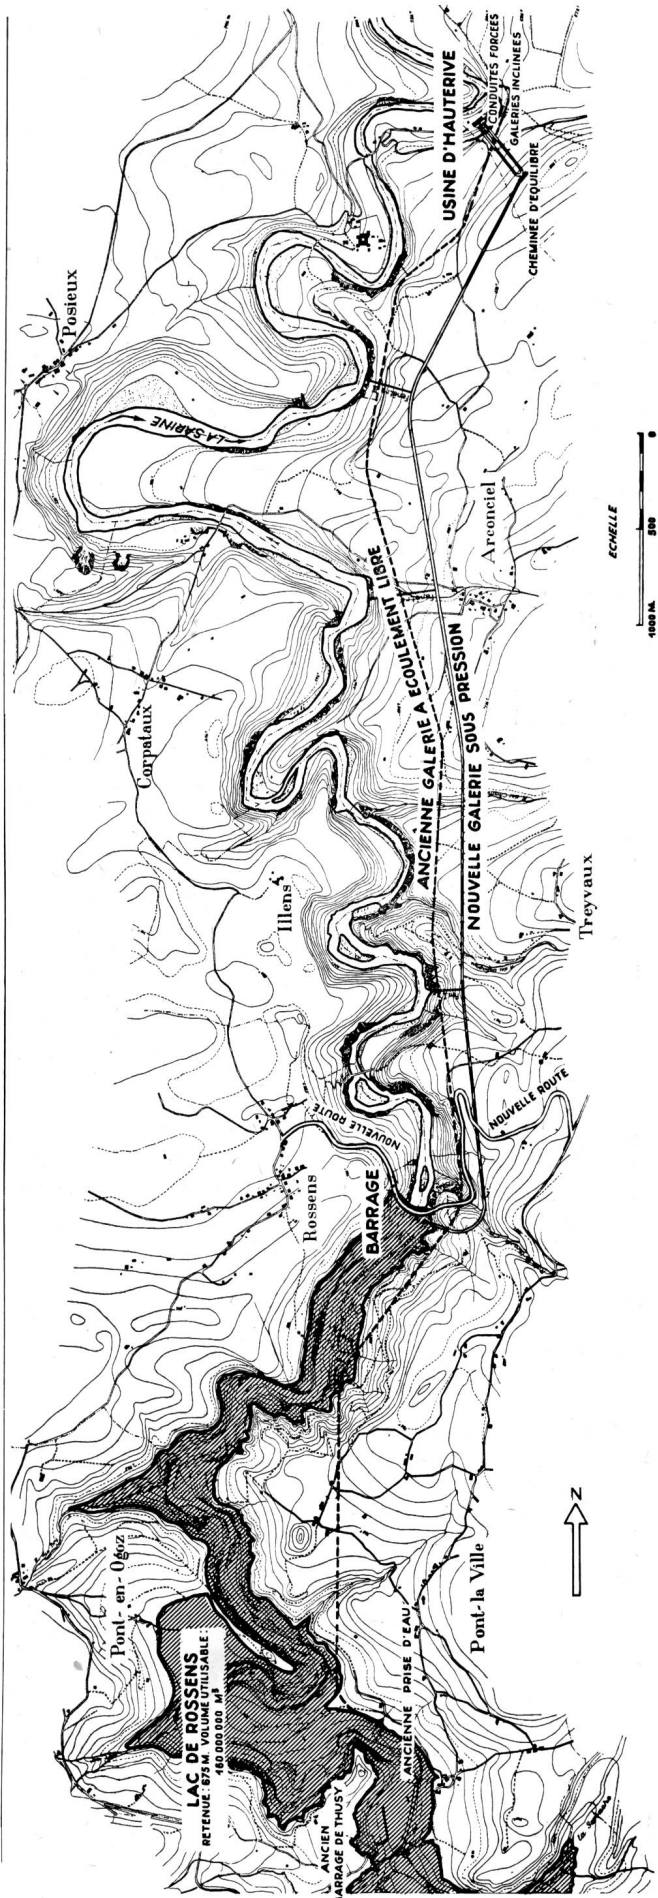 USINE D'HAUTERIVE
CONDUITES FORCÉES
GALERIES INCLINÉES
CHEMINÉE D'EQUILIBRE
Posieux
LA SARINE
Arconciel
ECHELLE
1000 M. 500 0
ANCIENNE GALERIE A ECOULEMENT LIBRE
NOUVELLE GALERIE SOUS PRESSION
Corpataux
Illens
Treyvaux
NOUVELLE ROUTE
NOUVELLE ROUTE
Rossens
BARRAGE
N
Pont-en-Ogoz
LAC DE ROSSENS
RETENUE: 675 M. VOLUME UTILISABLE:
160 000 000 M³
Pont-la Ville
ANCIENNE PRISE D'EAU
ANCIEN
BARRAGE DE THUSY